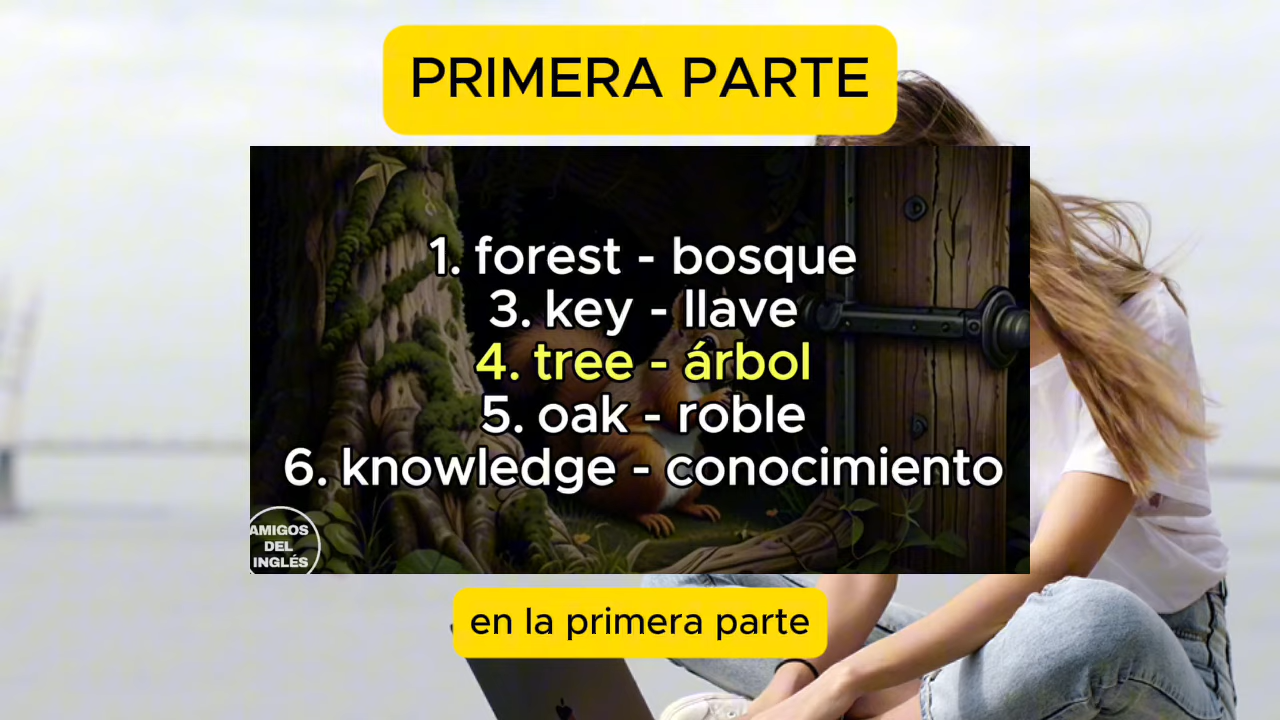 PRIMERA PARTE
1. forest - bosque
3. key - llave
4. tree - árbol
5. oak - roble
6. knowledge - conocimiento
AMIGOS
DEL
INGLÉS
en la primera parte